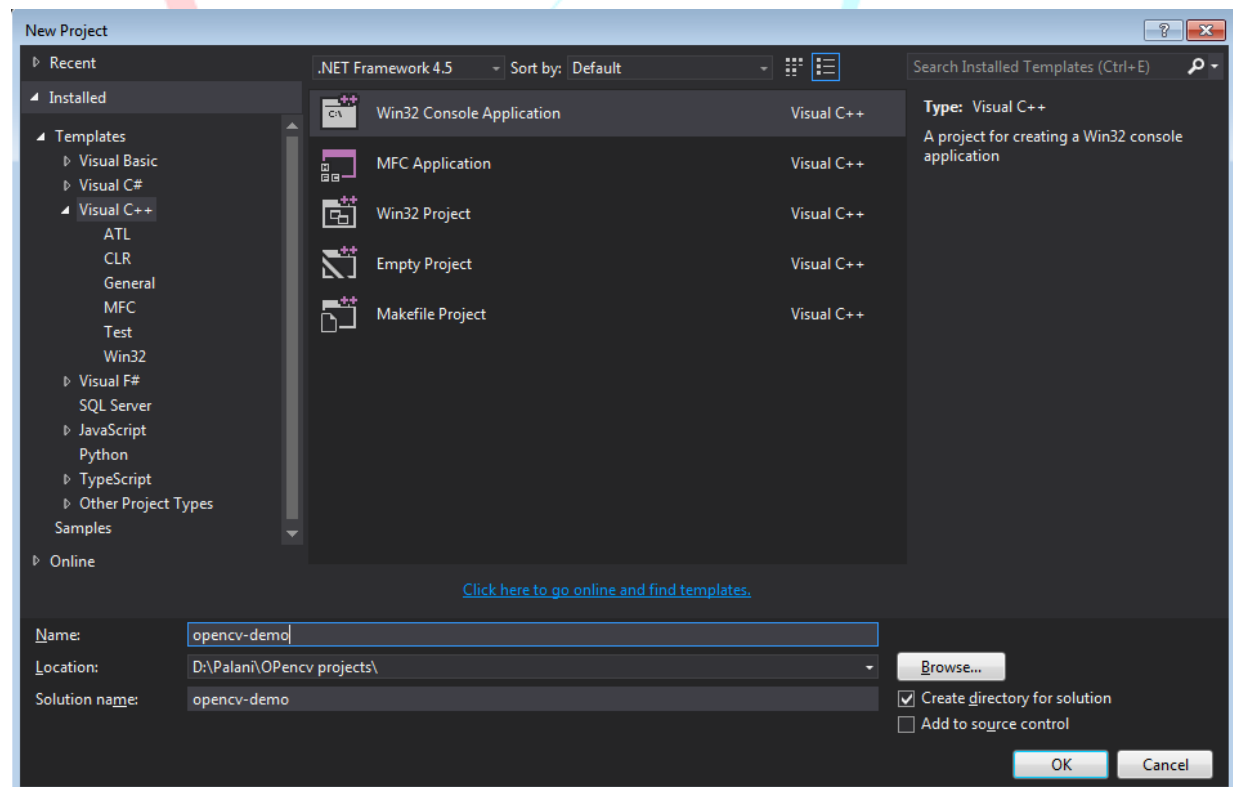 New Project
Recent
.NET Framework 4.5 Sort by: Default
Search Installed Templates (Ctrl+E)
Installed
Templates
Visual Basic
Visual C#
Visual C++
ATL
CLR
General
MFC
Test
Win32
Visual F#
SQL Server
JavaScript
Python
TypeScript
Other Project Types
Samples
Online
Win32 Console Application Visual C++
MFC Application Visual C++
Win32 Project Visual C++
Empty Project Visual C++
Makefile Project Visual C++
Type: Visual C++
A project for creating a Win32 console
application
Click here to go online and find templates.
Name: opencv-demo
Location: D:\Palani\OPencv projects\
Browse...
Solution name: opencv-demo
Create directory for solution
Add to source control
OK Cancel